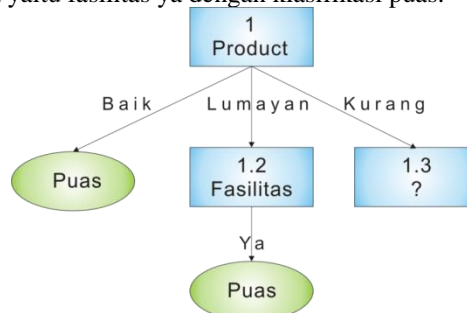 yaitu fasilitas ya dengan klasifikasi puas.
1
Product
Baik
Lumayan
Kurang
Puas
1.2
Fasilitas
1.3
?
Ya
Puas